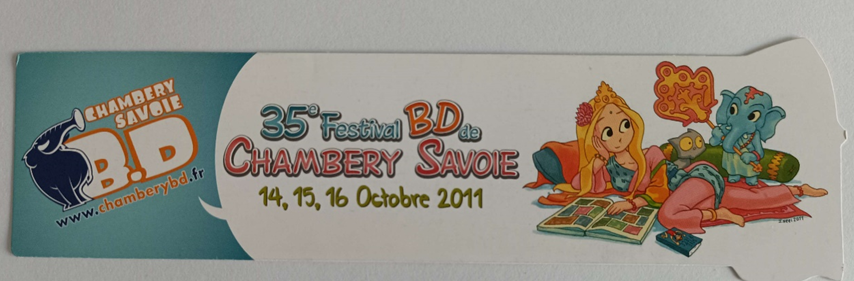 CHAMBERY
SAVOIE
B.D
www.chamberybd.fr
35e Festival BD de
CHAMBERY SAVOIE
14, 15, 16 Octobre 2011